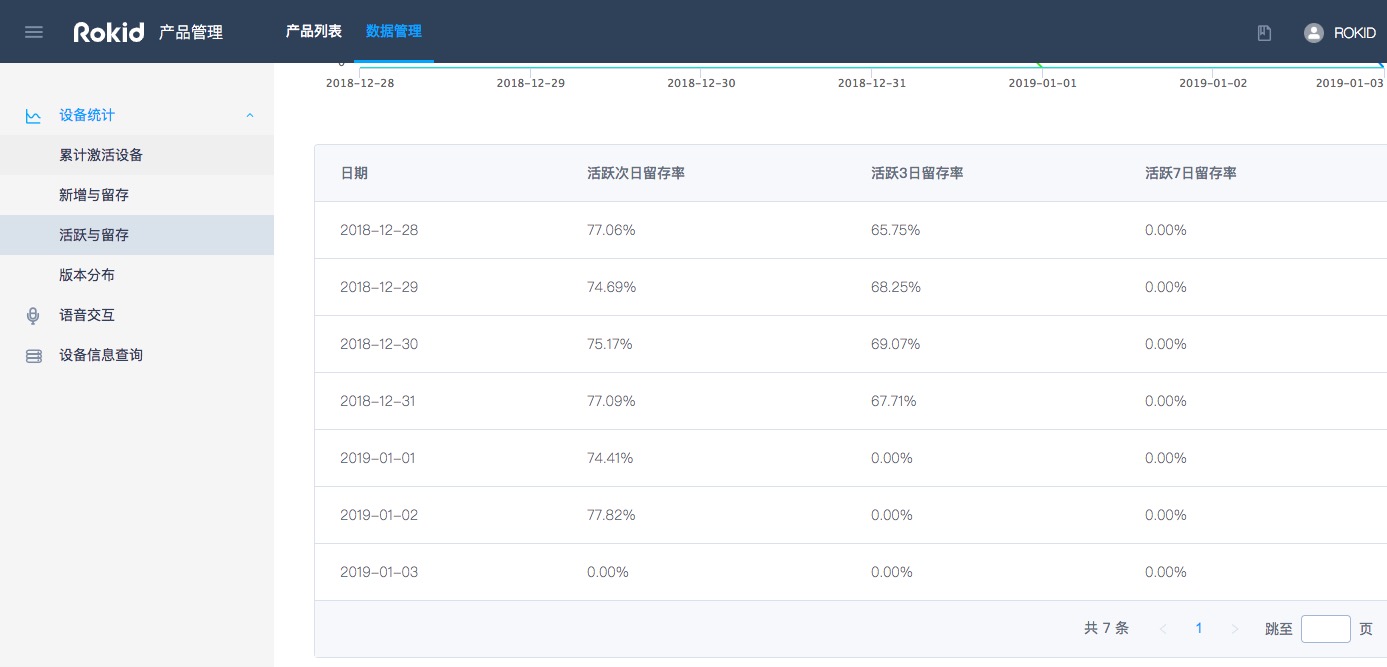 Rokid 产品管理 产品列表 数据管理 ROKID
0
2018-12-28 2018-12-29 2018-12-30 2018-12-31 2019-01-01 2019-01-02 2019-01-03
设备统计
累计激活设备
新增与留存
活跃与留存
版本分布
语音交互
设备信息查询
日期 活跃次日留存率 活跃3日留存率 活跃7日留存率
2018-12-28 77.06% 65.75% 0.00%
2018-12-29 74.69% 68.25% 0.00%
2018-12-30 75.17% 69.07% 0.00%
2018-12-31 77.09% 67.71% 0.00%
2019-01-01 74.41% 0.00% 0.00%
2019-01-02 77.82% 0.00% 0.00%
2019-01-03 0.00% 0.00% 0.00%
共 7 条 < 1 > 跳至 页